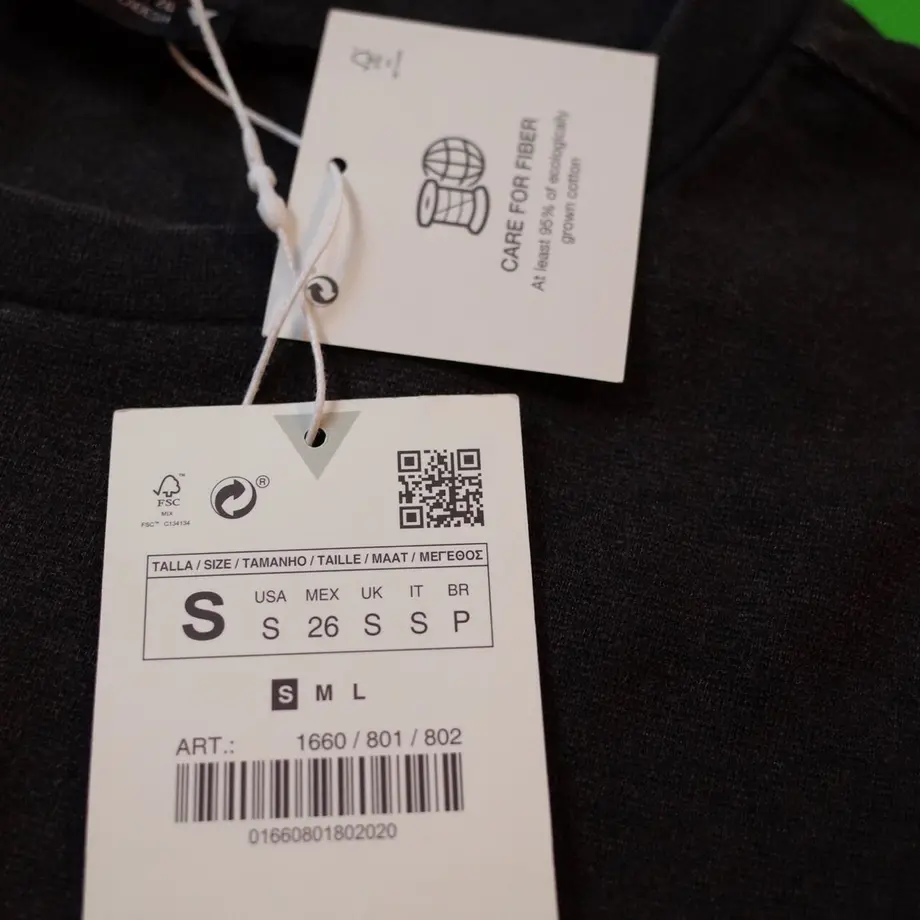 CARE FOR FIBER
At least 95% of ecologically
grown cotton
FSC™
MIX
FSC™ C134134
®
TALLA / SIZE / TAMANHO / TAILLE / MAAT / ΜΕΓΕΘΟΣ
S
USA MEX UK IT BR
S 26 S S P
S M L
ART.: 1660 / 801 / 802
01660801802020